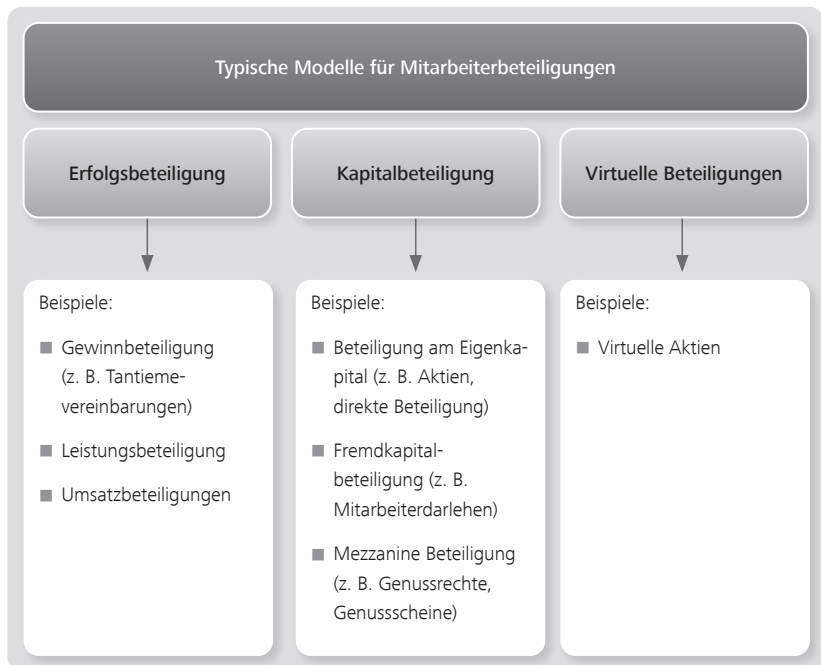 Typische Modelle für Mitarbeiterbeteiligungen
Erfolgsbeteiligung
Kapitalbeteiligung
Virtuelle Beteiligungen
Beispiele:
■ Gewinnbeteiligung
(z. B. Tantieme-
vereinbarungen)
■ Leistungsbeteiligung
■ Umsatzbeteiligungen
Beispiele:
■ Beteiligung am Eigenka-
pital (z. B. Aktien,
direkte Beteiligung)
■ Fremdkapital-
beteiligung (z. B.
Mitarbeiterdarlehen)
■ Mezzanine Beteiligung
(z. B. Genussrechte,
Genussscheine)
Beispiele:
■ Virtuelle Aktien